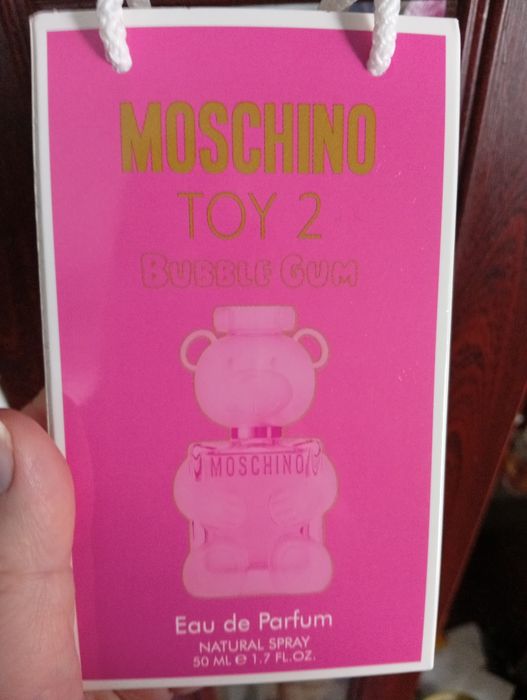 MOSCHINO
TOY 2
BUBBLE GUM
MOSCHINO
Eau de Parfum
NATURAL SPRAY
50 ML e 1.7 FL.OZ.